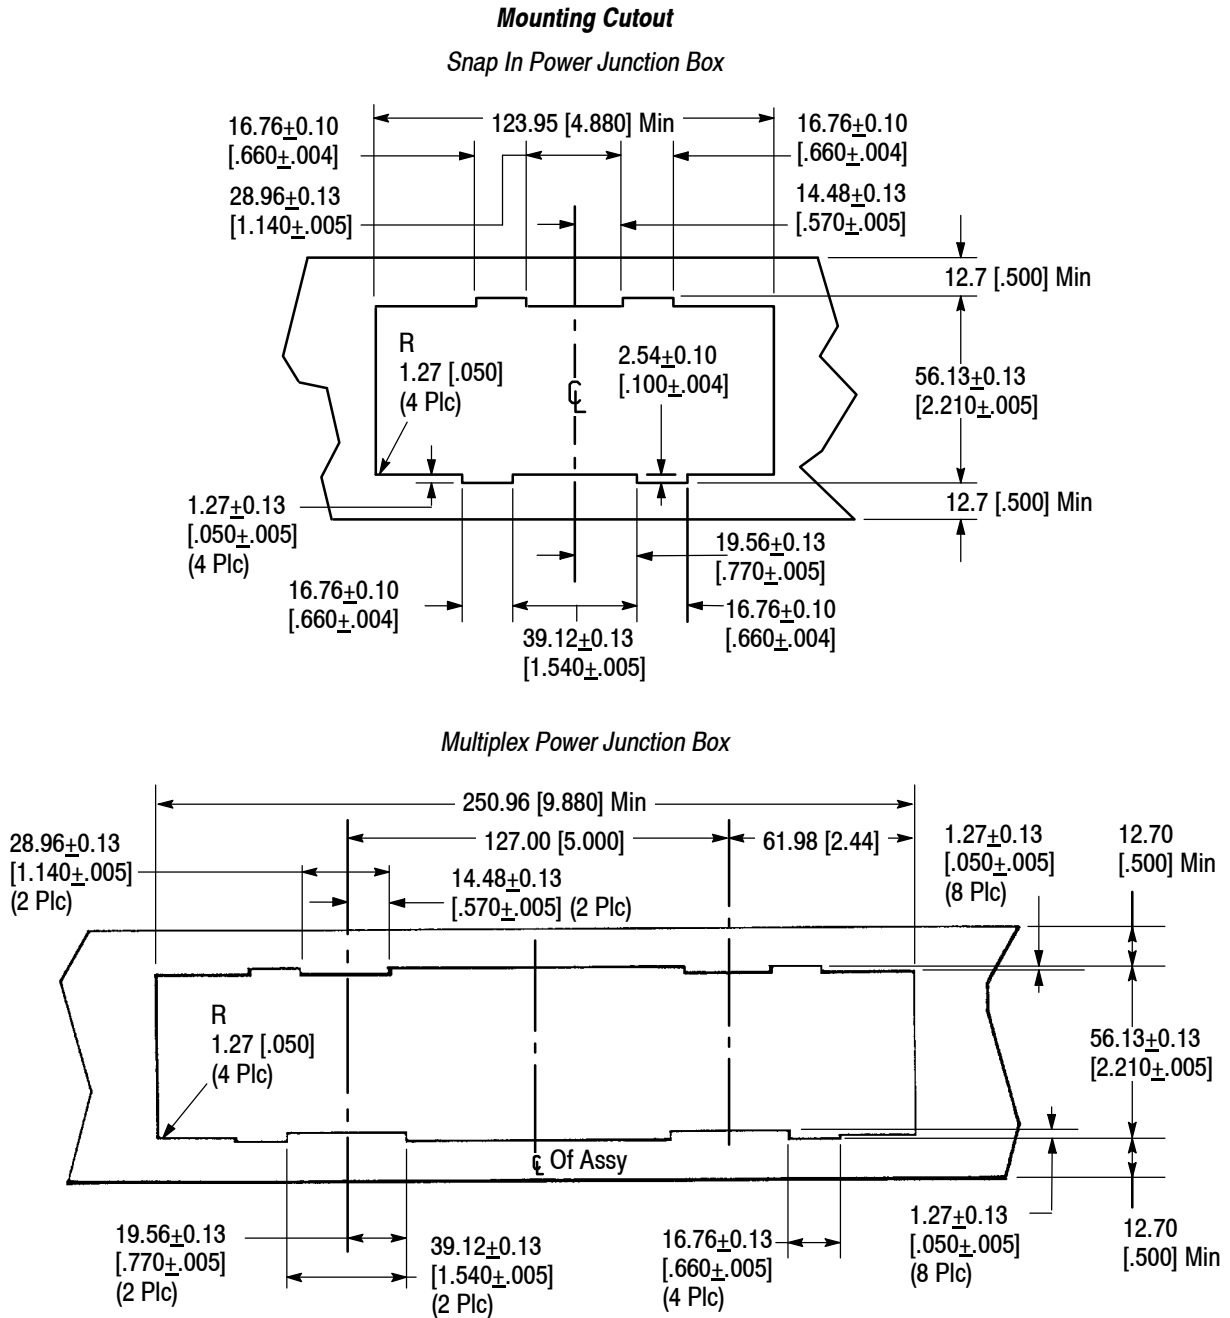 Mounting Cutout
Snap In Power Junction Box
123.95 [4.880] Min
16.76±0.10
[.660±.004]
16.76±0.10
[.660±.004]
28.96±0.13
[1.140±.005]
14.48±0.13
[.570±.005]
12.7 [.500] Min
R
1.27 [.050]
(4 Plc)
2.54±0.10
[.100±.004]
℄
56.13±0.13
[2.210±.005]
12.7 [.500] Min
1.27±0.13
[.050±.005]
(4 Plc)
19.56±0.13
[.770±.005]
16.76±0.10
[.660±.004]
16.76±0.10
[.660±.004]
39.12±0.13
[1.540±.005]
Multiplex Power Junction Box
250.96 [9.880] Min
127.00 [5.000]
61.98 [2.44]
28.96±0.13
[1.140±.005]
(2 Plc)
14.48±0.13
[.570±.005] (2 Plc)
1.27±0.13
[.050±.005]
(8 Plc)
12.70
[.500] Min
R
1.27 [.050]
(4 Plc)
56.13±0.13
[2.210±.005]
℄ Of Assy
19.56±0.13
[.770±.005]
(2 Plc)
39.12±0.13
[1.540±.005]
(2 Plc)
16.76±0.13
[.660±.005]
(4 Plc)
1.27±0.13
[.050±.005]
(8 Plc)
12.70
[.500] Min